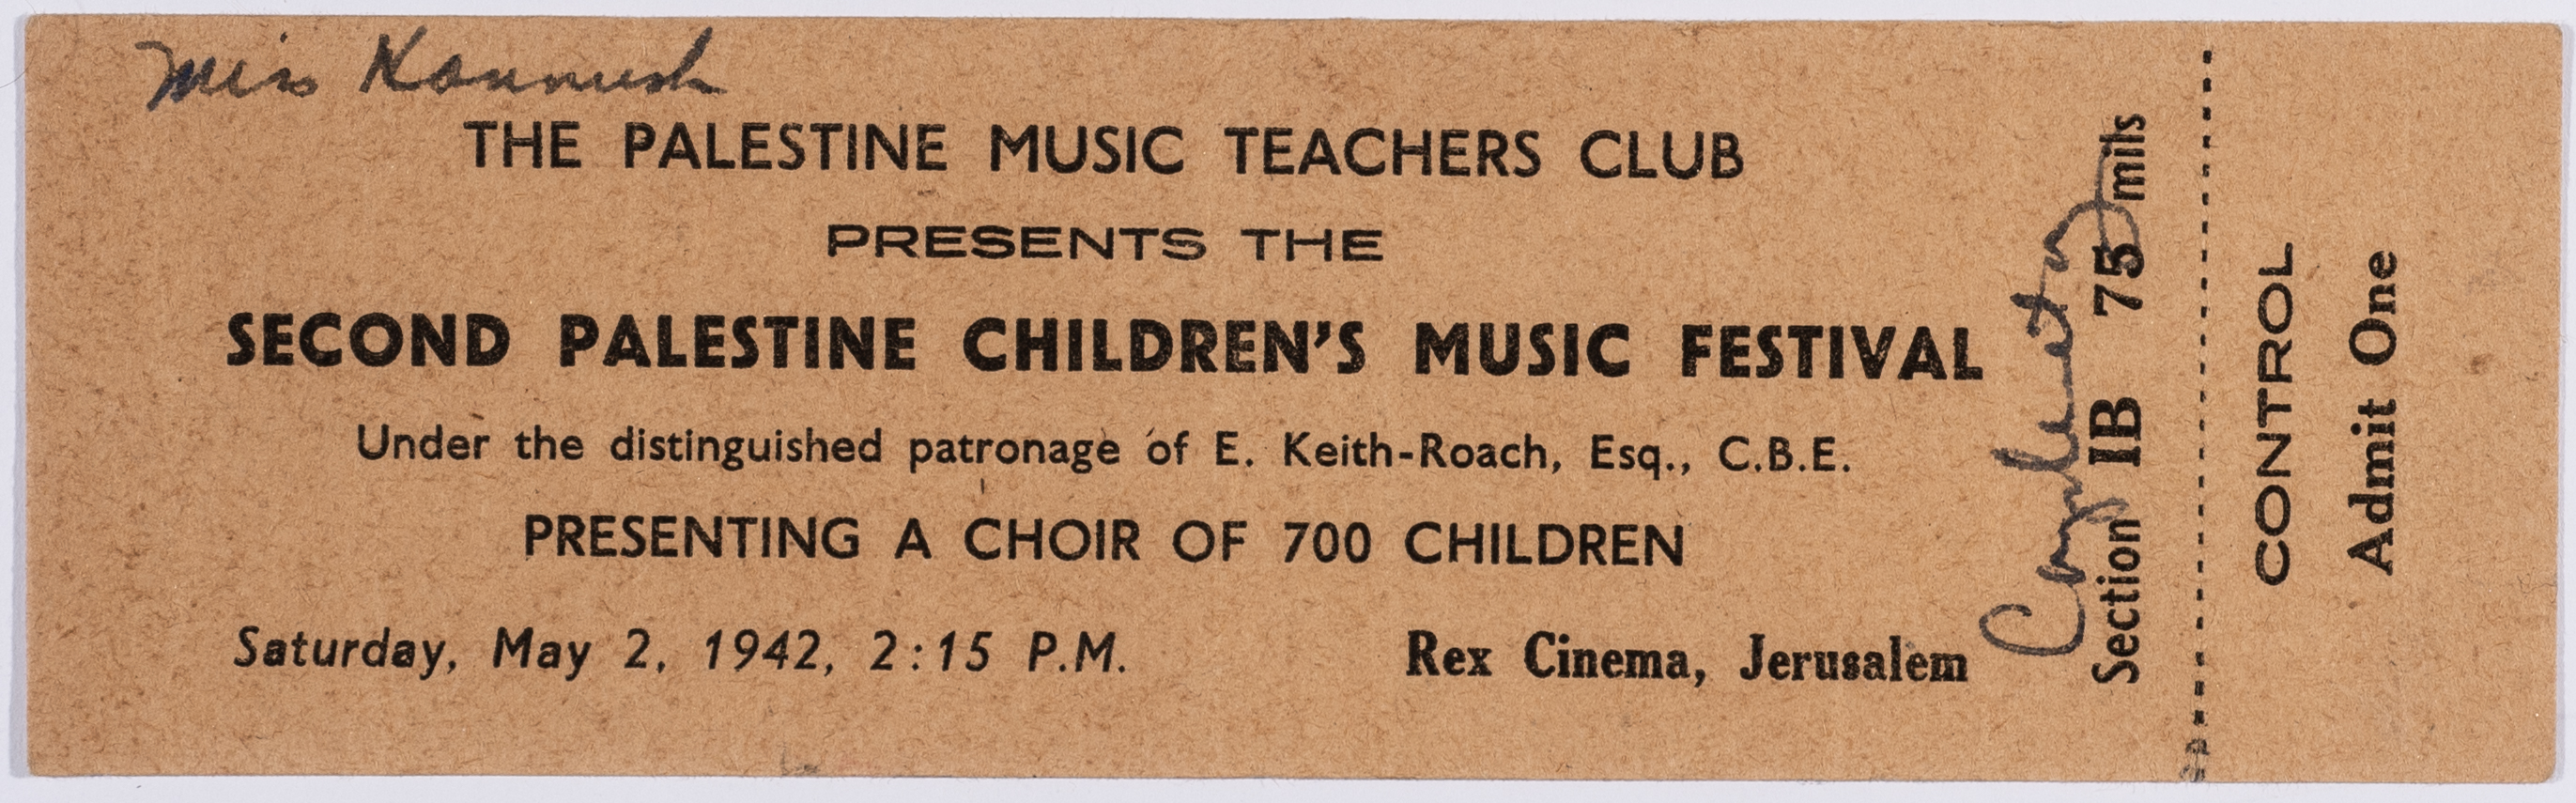 Miss Kannush
THE PALESTINE MUSIC TEACHERS CLUB
PRESENTS THE
SECOND PALESTINE CHILDREN'S MUSIC FESTIVAL
Under the distinguished patronage of E. Keith-Roach, Esq., C.B.E.
PRESENTING A CHOIR OF 700 CHILDREN
Saturday, May 2, 1942, 2:15 P.M.
Rex Cinema, Jerusalem
Complimentary
Section IB 75 mils
CONTROL
Admit One